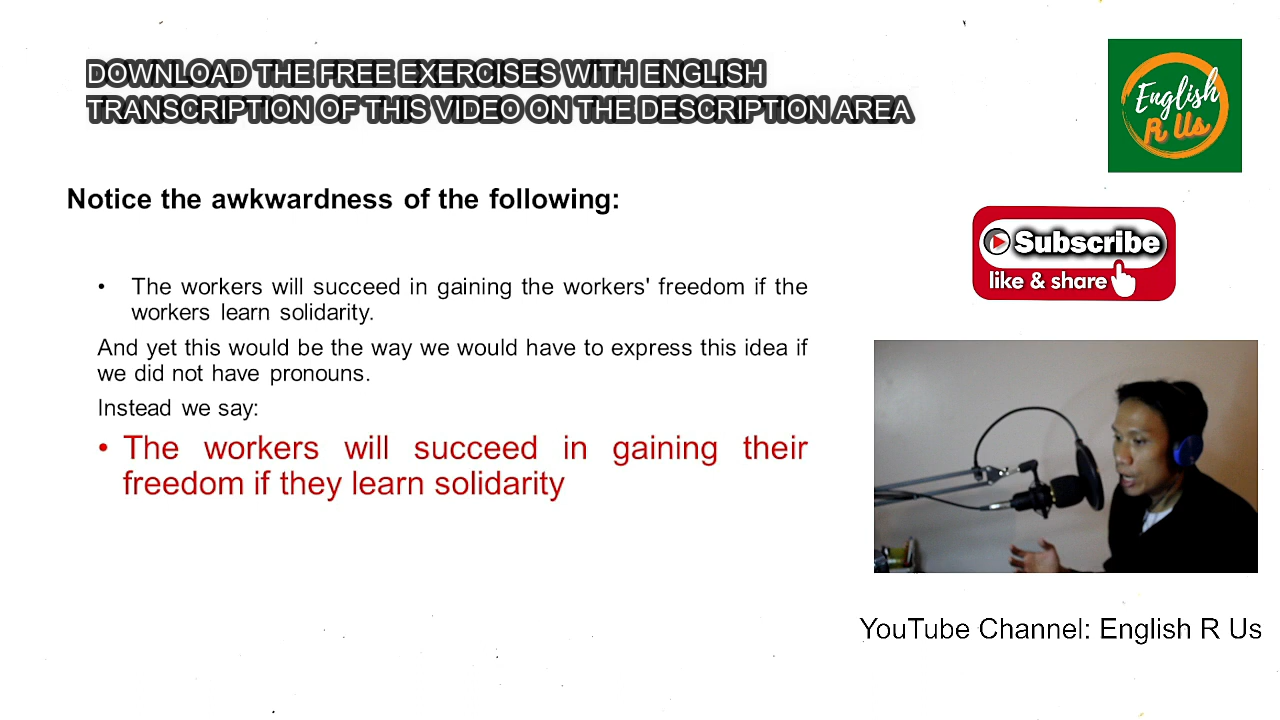 DOWNLOAD THE FREE EXERCISES WITH ENGLISH
TRANSCRIPTION OF THIS VIDEO ON THE DESCRIPTION AREA
English
R Us
Notice the awkwardness of the following:
Subscribe
like & share
• The workers will succeed in gaining the workers' freedom if the
workers learn solidarity.
And yet this would be the way we would have to express this idea if
we did not have pronouns.
Instead we say:
• The workers will succeed in gaining their
freedom if they learn solidarity
YouTube Channel: English R Us